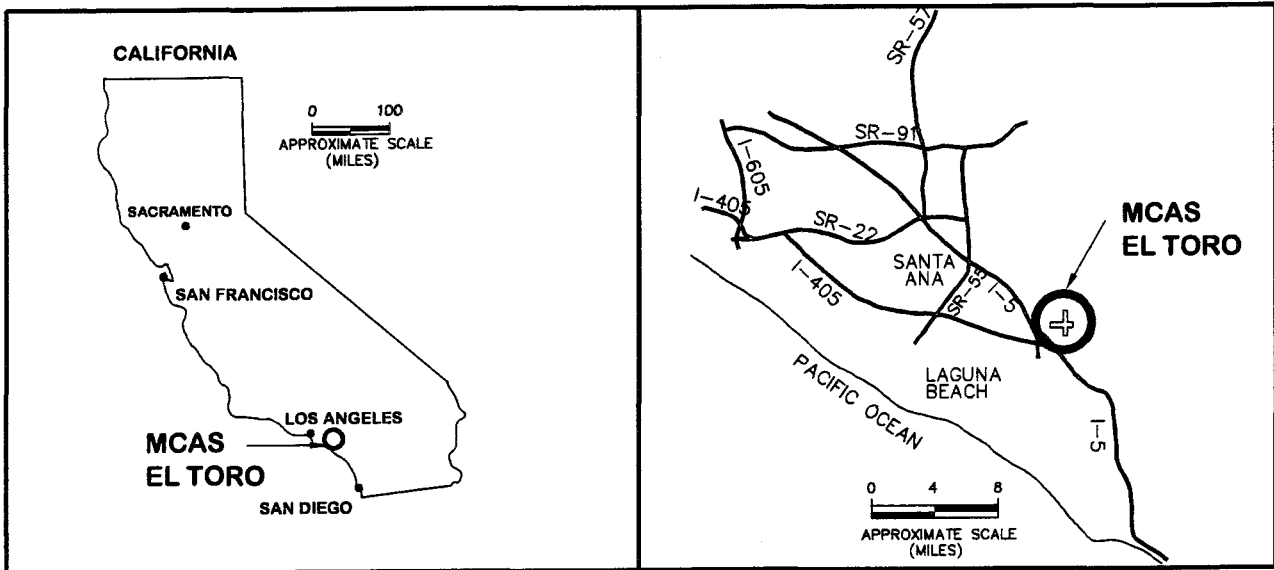 CALIFORNIA
0 100
APPROXIMATE SCALE
(MILES)
SACRAMENTO
SAN FRANCISCO
LOS ANGELES
MCAS
EL TORO
SAN DIEGO
SR-57
SR-91
I-605
I-405
SR-22
MCAS
EL TORO
SANTA
ANA
I-405
SR-55
I-5
LAGUNA
BEACH
PACIFIC OCEAN
I-5
0 4 8
APPROXIMATE SCALE
(MILES)